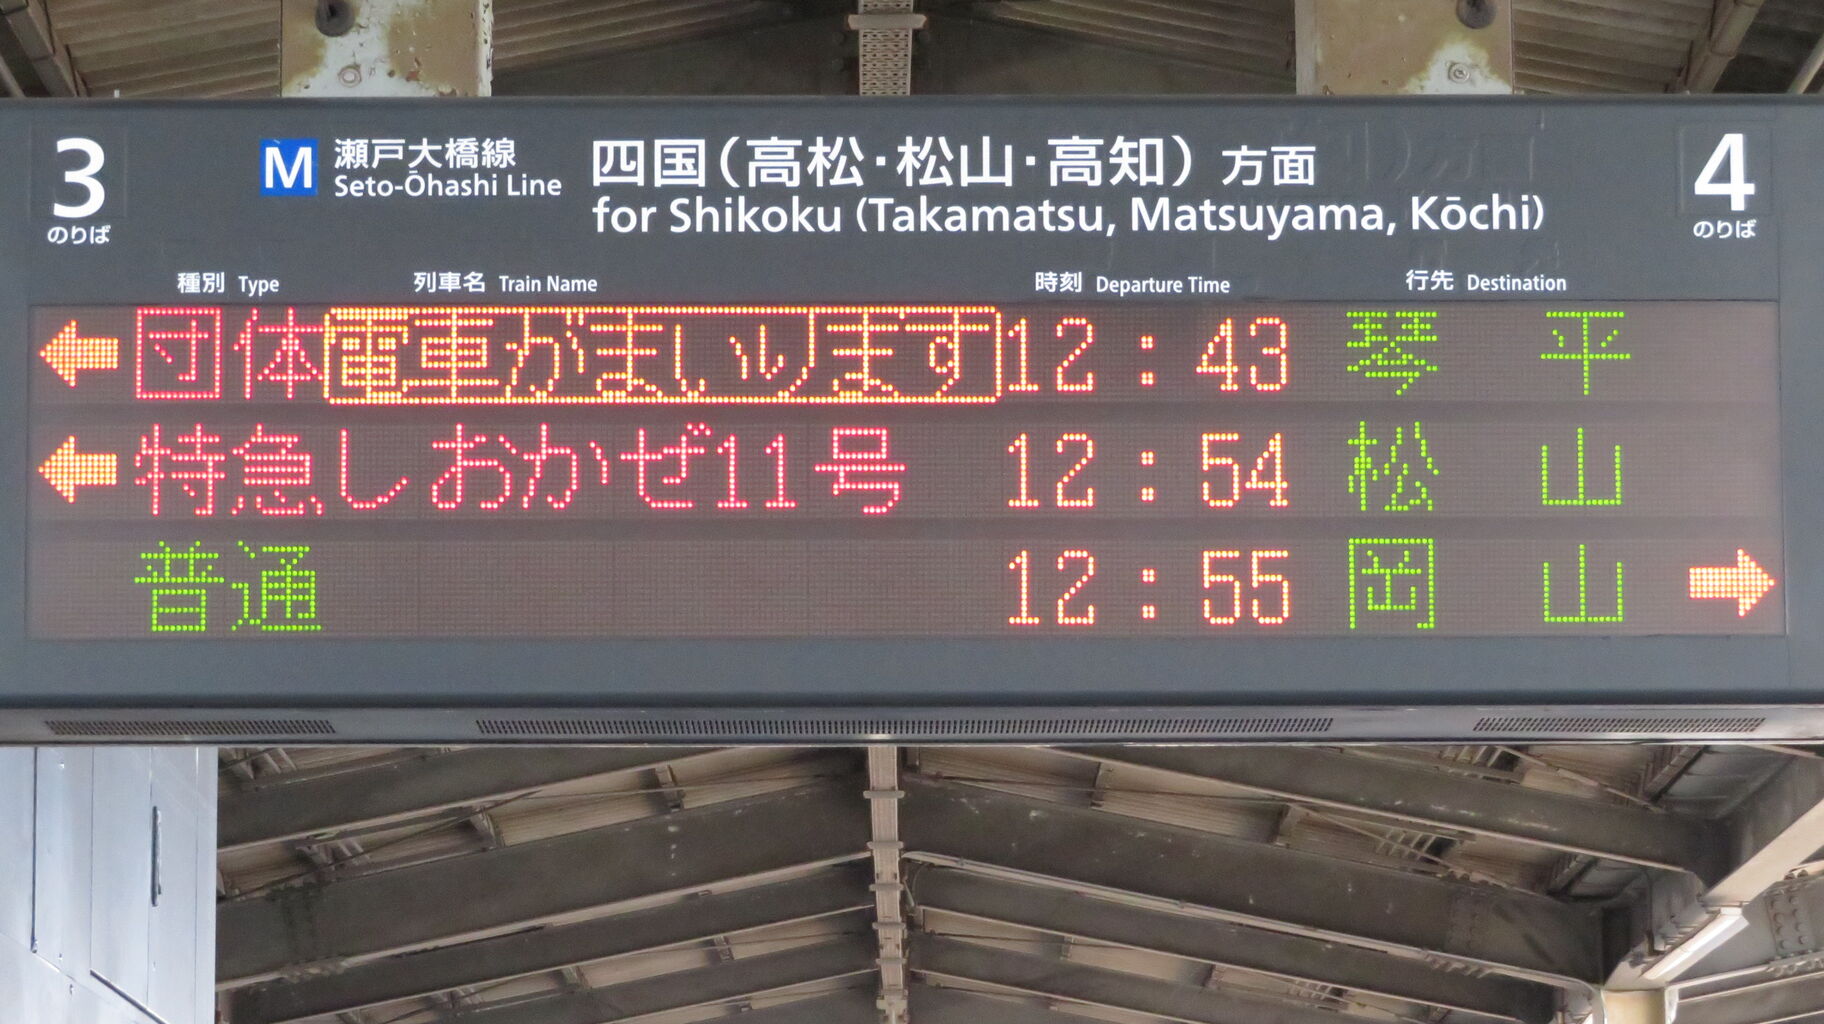 3 のりば
M 瀬戸大橋線
Seto-Ōhashi Line
四国(高松・松山・高知) 方面
for Shikoku (Takamatsu, Matsuyama, Kōchi)
4 のりば
種別 Type 列車名 Train Name 時刻 Departure Time 行先 Destination
← 団体 電車がまいります 12:43 琴平
← 特急 しおかぜ11号 12:54 松山
普通 12:55 岡山 →